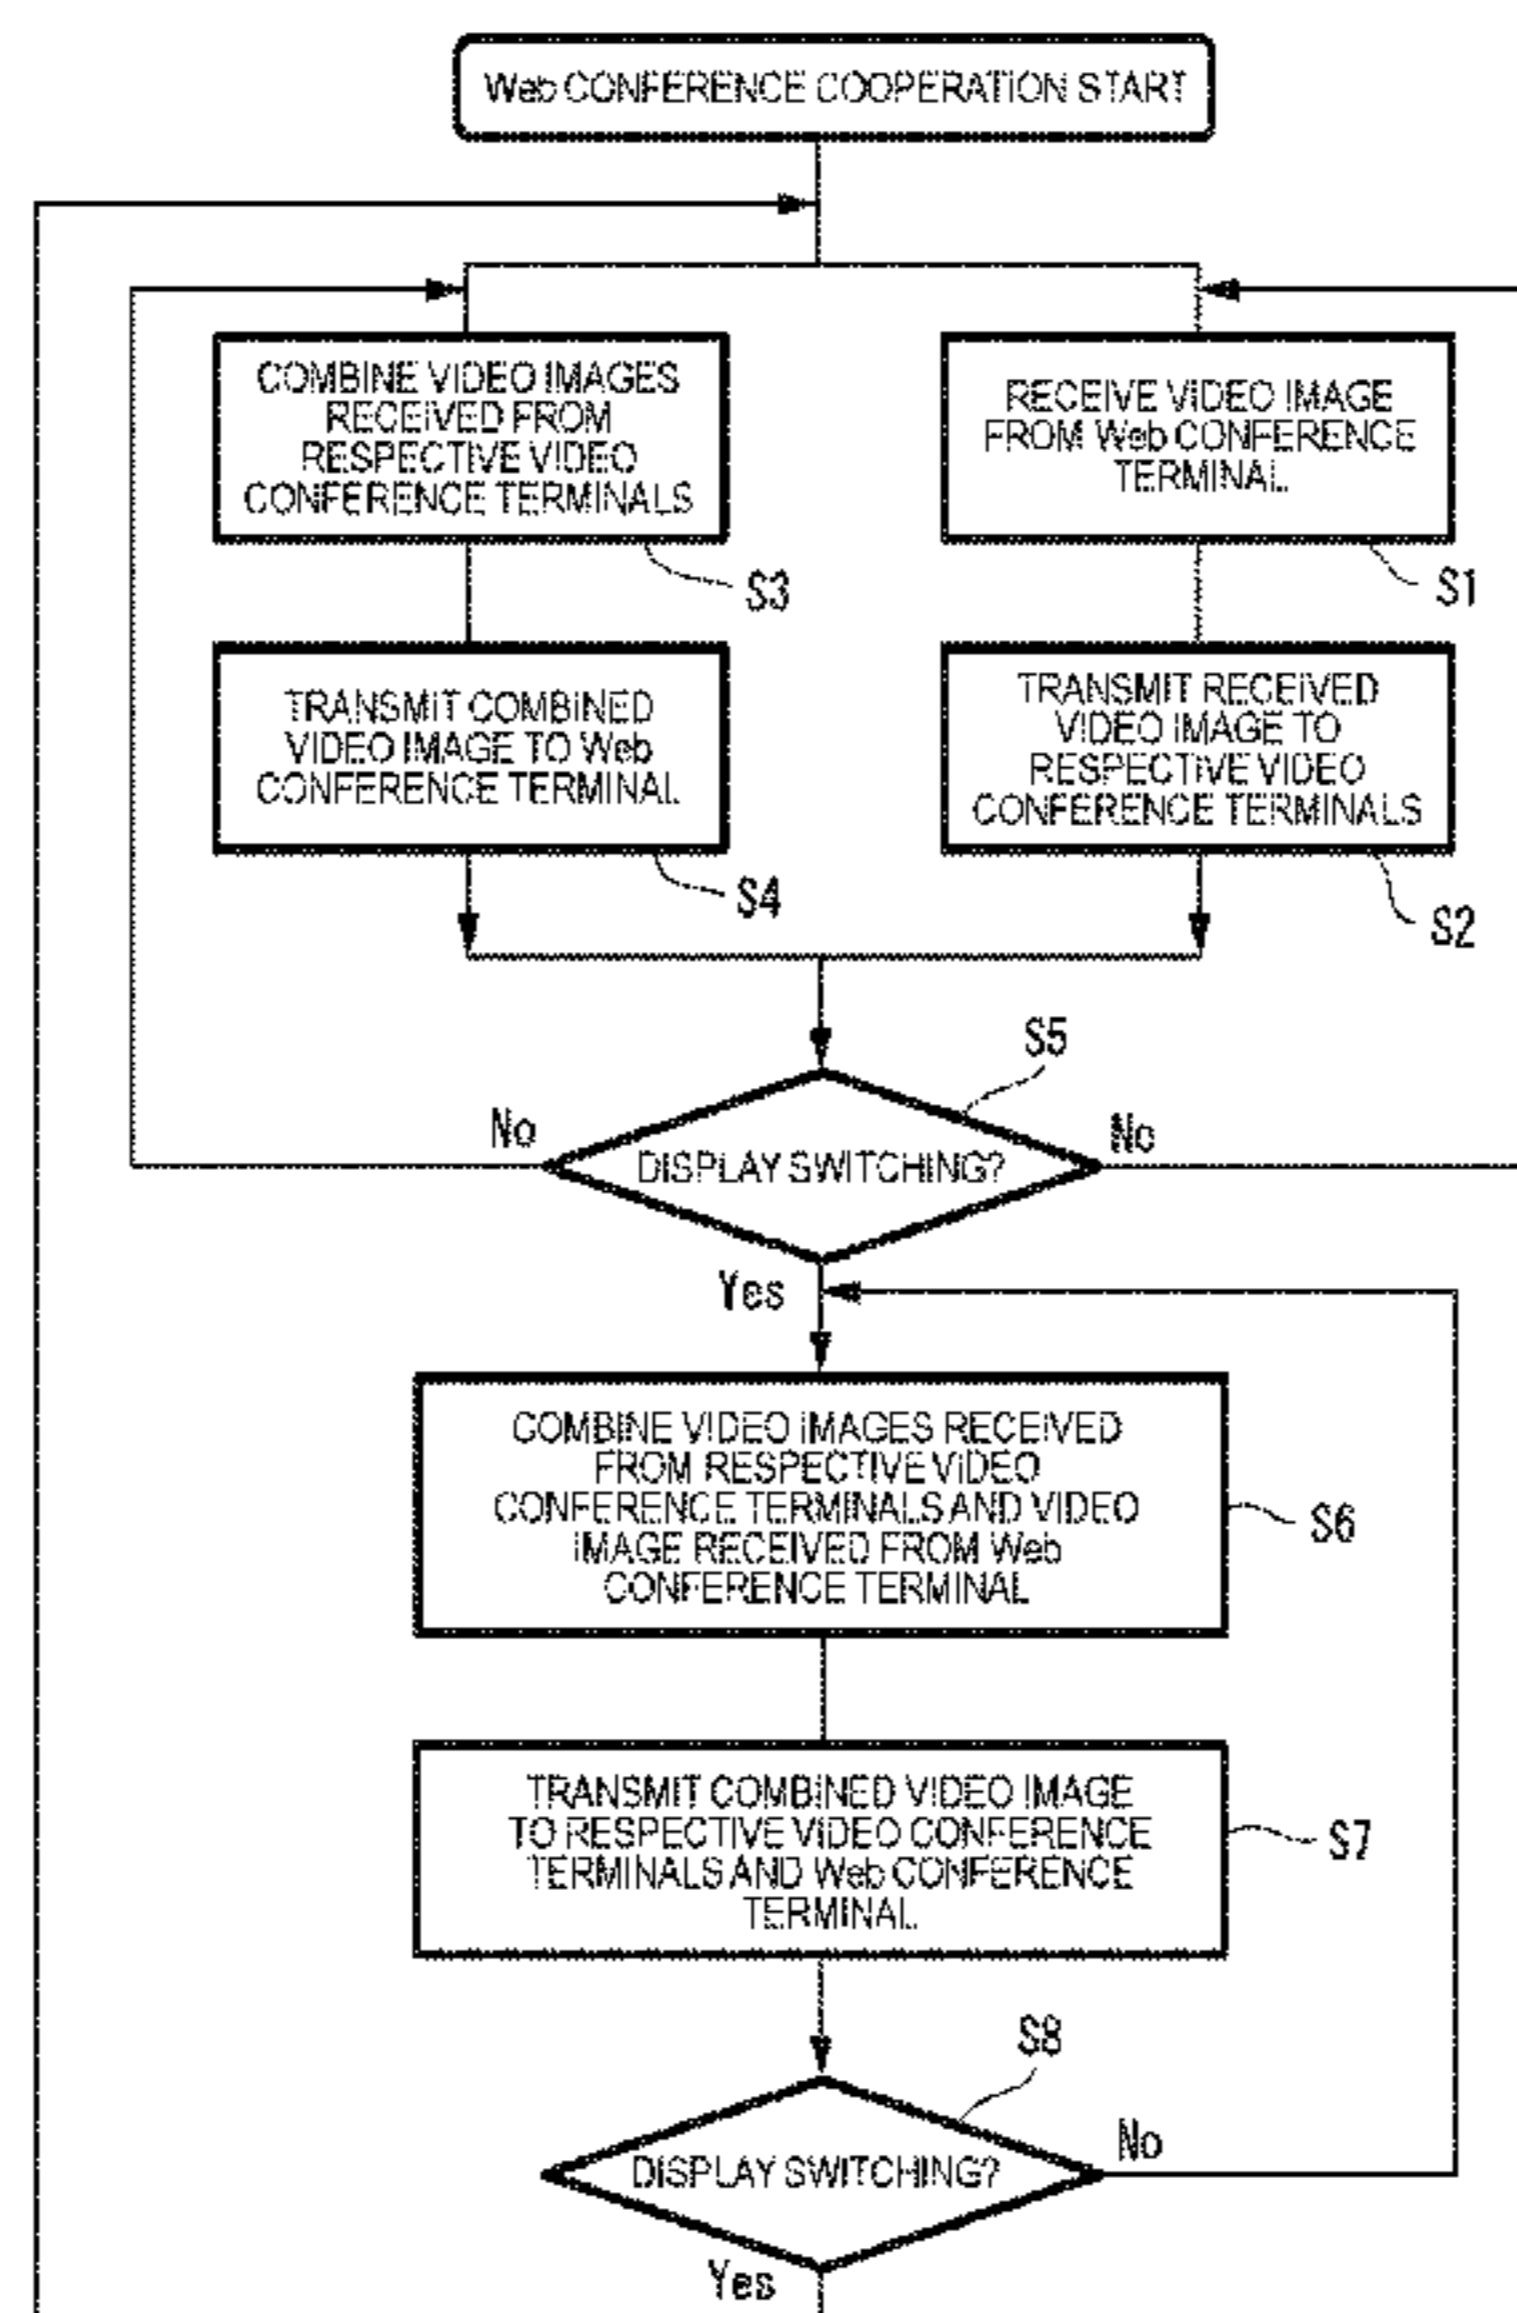 Web CONFERENCE COOPERATION START
COMBINE VIDEO IMAGES
RECEIVED FROM
RESPECTIVE VIDEO
CONFERENCE TERMINALS
S3
RECEIVE VIDEO IMAGE
FROM Web CONFERENCE
TERMINAL
S1
TRANSMIT COMBINED
VIDEO IMAGE TO Web
CONFERENCE TERMINAL
S4
TRANSMIT RECEIVED
VIDEO IMAGE TO
RESPECTIVE VIDEO
CONFERENCE TERMINALS
S2
S5
No
DISPLAY SWITCHING?
No
Yes
COMBINE VIDEO IMAGES RECEIVED
FROM RESPECTIVE VIDEO
CONFERENCE TERMINALS AND VIDEO
IMAGE RECEIVED FROM Web
CONFERENCE TERMINAL
S6
TRANSMIT COMBINED VIDEO IMAGE
TO RESPECTIVE VIDEO CONFERENCE
TERMINALS AND Web CONFERENCE
TERMINAL
S7
S8
DISPLAY SWITCHING?
No
Yes